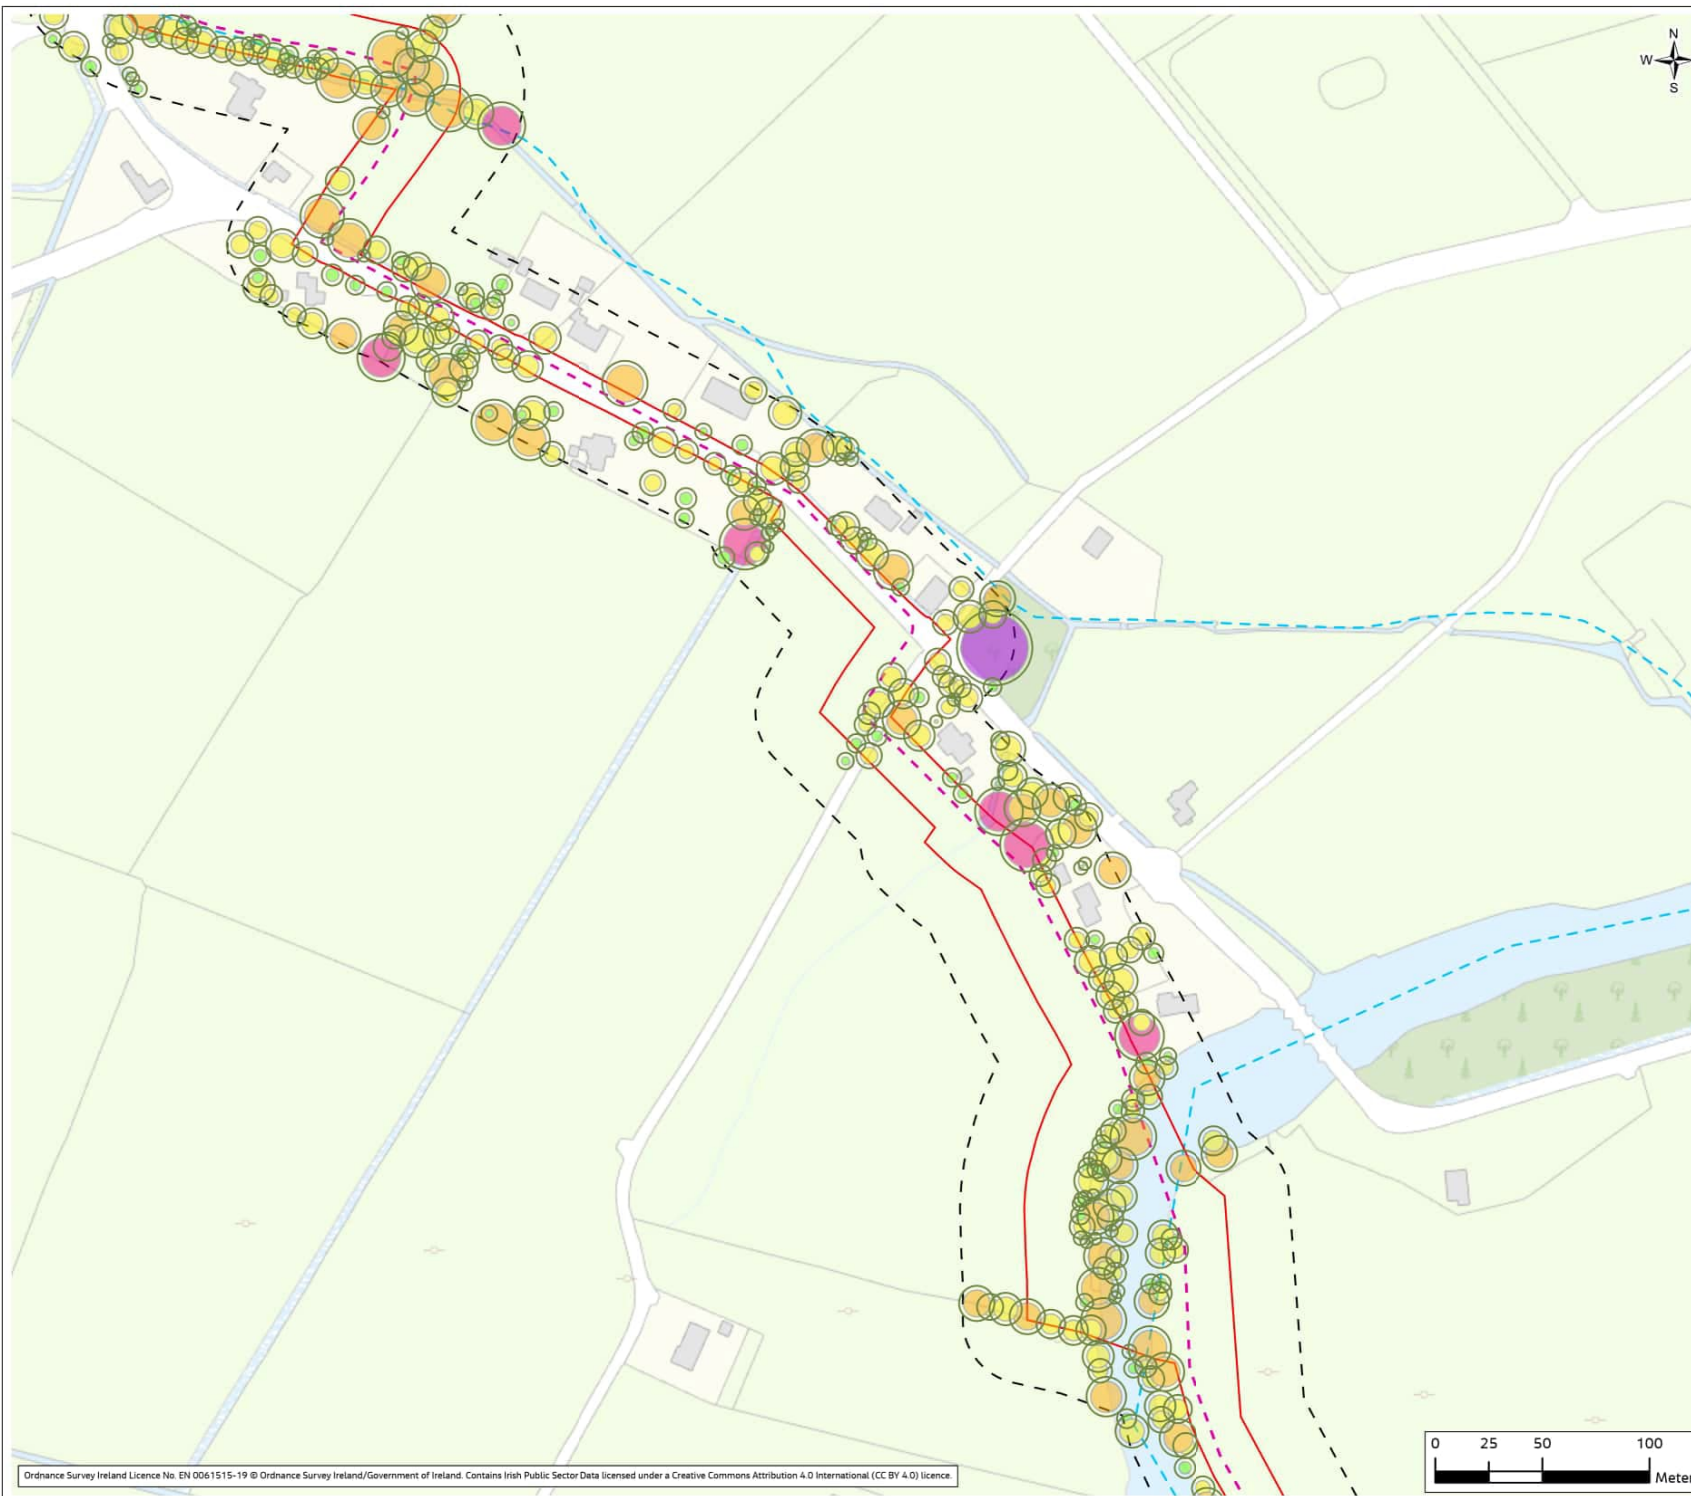 N
W
S
0 25 50 100
Meter
Ordnance Survey Ireland Licence No. EN 0061515-19 © Ordnance Survey Ireland/Government of Ireland. Contains Irish Public Sector Data licensed under a Creative Commons Attribution 4.0 International (CC BY 4.0) licence.